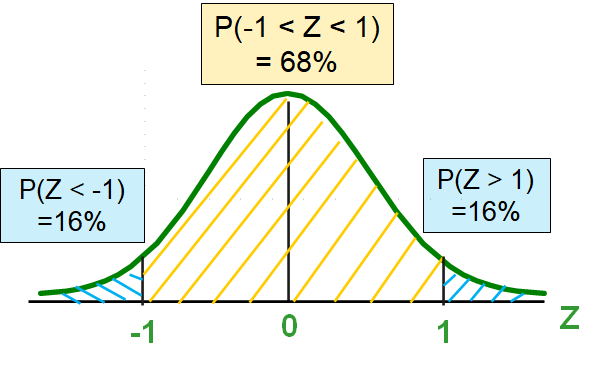 P(-1 < Z < 1)
= 68%
P(Z < -1)
=16%
P(Z > 1)
=16%
-1
0
1
Z